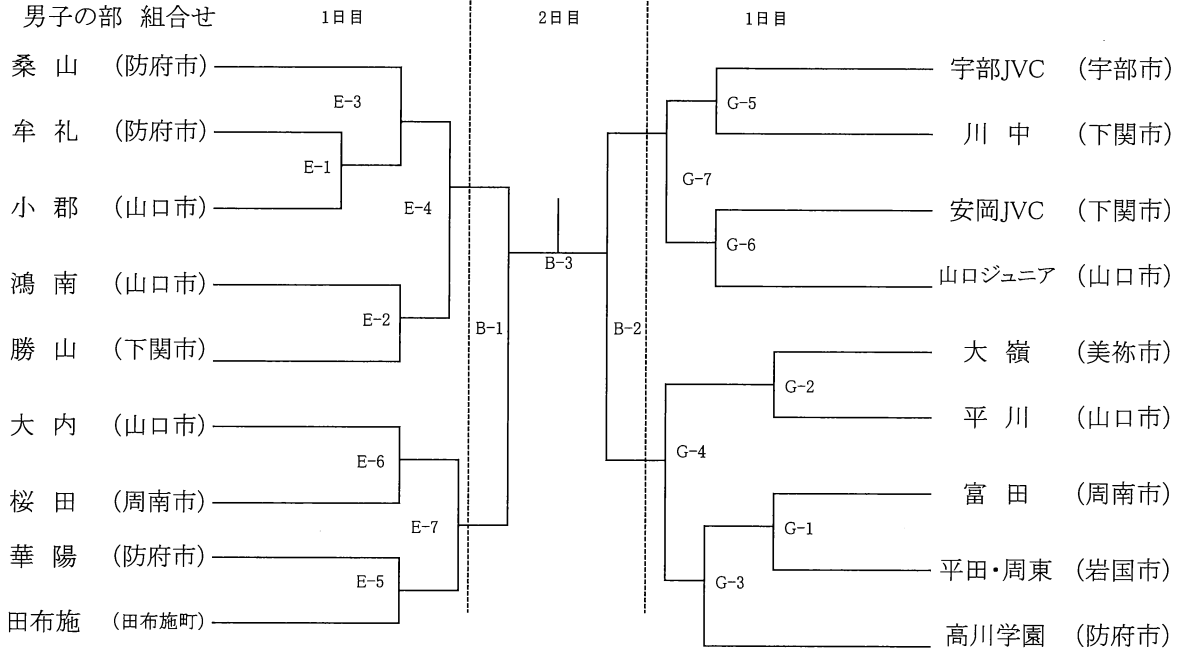 男子の部 組合せ
1日目
2日目
1日目
桑 山 (防府市)
E-3
牟 礼 (防府市)
E-1
小 郡 (山口市)
E-4
鴻 南 (山口市)
E-2
勝 山 (下関市)
大 内 (山口市)
E-6
桜 田 (周南市)
E-7
華 陽 (防府市)
E-5
田布施 (田布施町)
B-1
B-3
B-2
宇部JVC (宇部市)
G-5
川 中 (下関市)
G-7
安岡JVC (下関市)
G-6
山口ジュニア (山口市)
大 嶺 (美祢市)
G-2
平 川 (山口市)
G-4
富 田 (周南市)
G-1
平田・周東 (岩国市)
G-3
高川学園 (防府市)